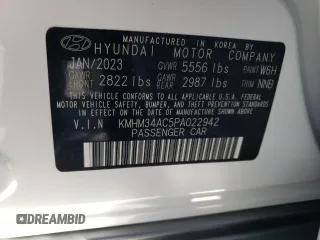 MANUFACTURED IN KOREA BY
HYUNDAI MOTOR COMPANY
JAN/2023 GVWR 5556 lbs PAINT W6H
GAWR FRONT 2822 lbs GAWR REAR 2987 lbs TRIM NNB
THIS VEHICLE CONFORMS TO ALL APPLICABLE U.S. FEDERAL MOTOR
VEHICLE SAFETY, BUMPER, AND THEFT PREVENTION STANDARDS
IN EFFECT ON THE DATE OF MANUFACTURE SHOWN ABOVE.
V.I.N KMHM34AC5PA022942
PASSENGER CAR
DREAMBID